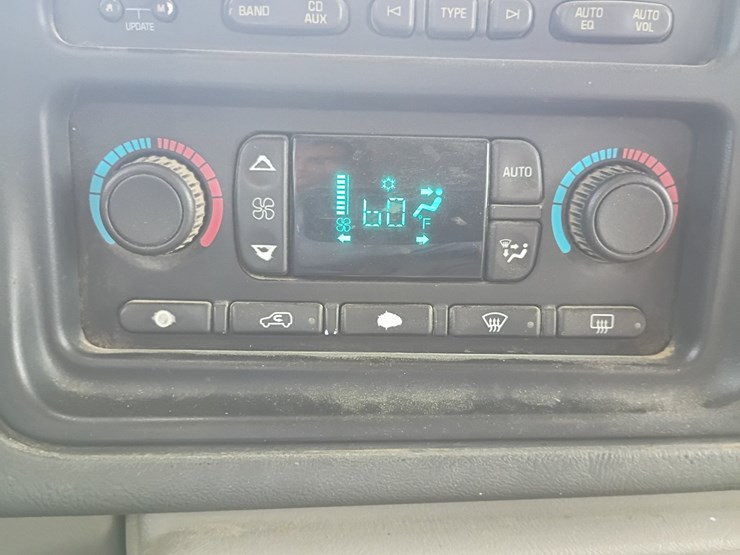 UPDATE
BAND
CD
AUX
TYPE
AUTO
EQ
AUTO
VOL
AUTO
60
°F